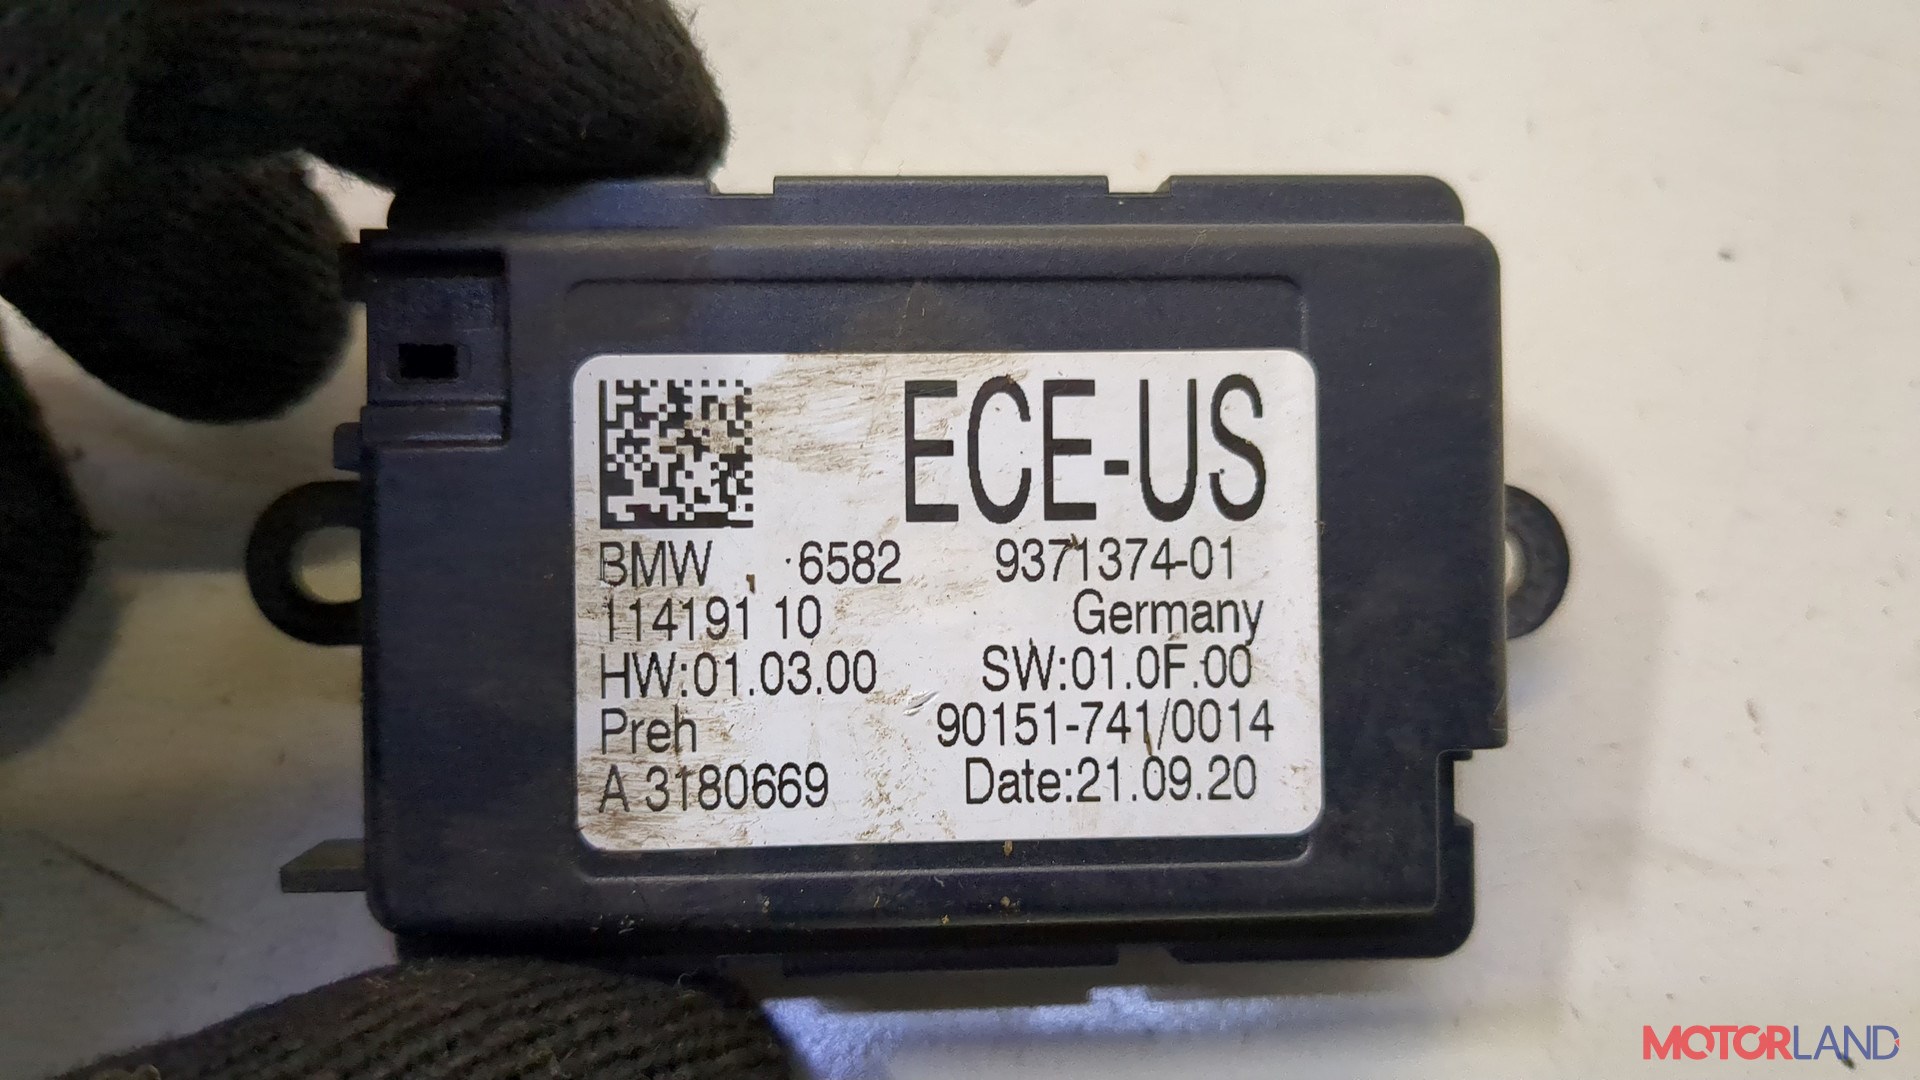 ECE-US
BMW 6582 9371374-01
114191 10 Germany
HW:01.03.00 SW:01.0F.00
Preh 90151-741/0014
A 3180669 Date:21.09.20
MOTORLAND